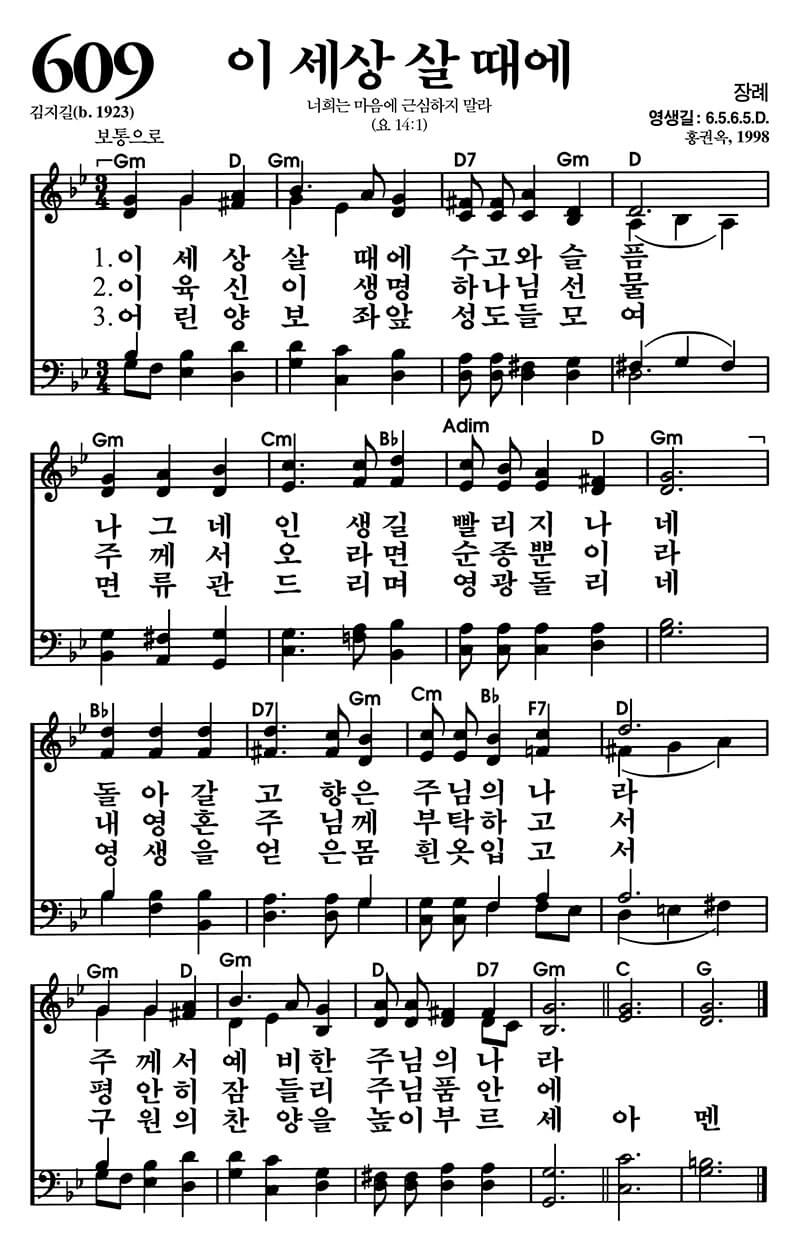 609 이 세상 살 때에
장례
김지길(b. 1923)
너희는 마음에 근심하지 말라
(요 14:1)
영생길 : 6.5.6.5.D.
홍권옥, 1998
보통으로
Gm D Gm D7 Gm D
3/4
1.이 세 상 살 때에 수고와 슬 픔
2.이 육 신 이 생명 하나님 선 물
3.어 린 양 보 좌앞 성도들 모 여
3/4
Gm Cm B♭ Adim D Gm
나 그 네 인 생길 빨리지 나 네
주 께 서 오 라면 순종뿐 이 라
면 류 관 드 리며 영광돌 리 네
B♭ D7 Gm Cm B♭ F7 D
돌 아 갈 고 향은 주님의 나 라
내 영 혼 주 님께 부탁하 고 서
영 생 을 얻 은몸 흰옷입 고 서
Gm D Gm D D7 Gm C G
주 께 서 예 비한 주님의 나 라
평 안 히 잠 들리 주님품 안 에
구 원 의 찬 양을 높이부 르 세 아 멘